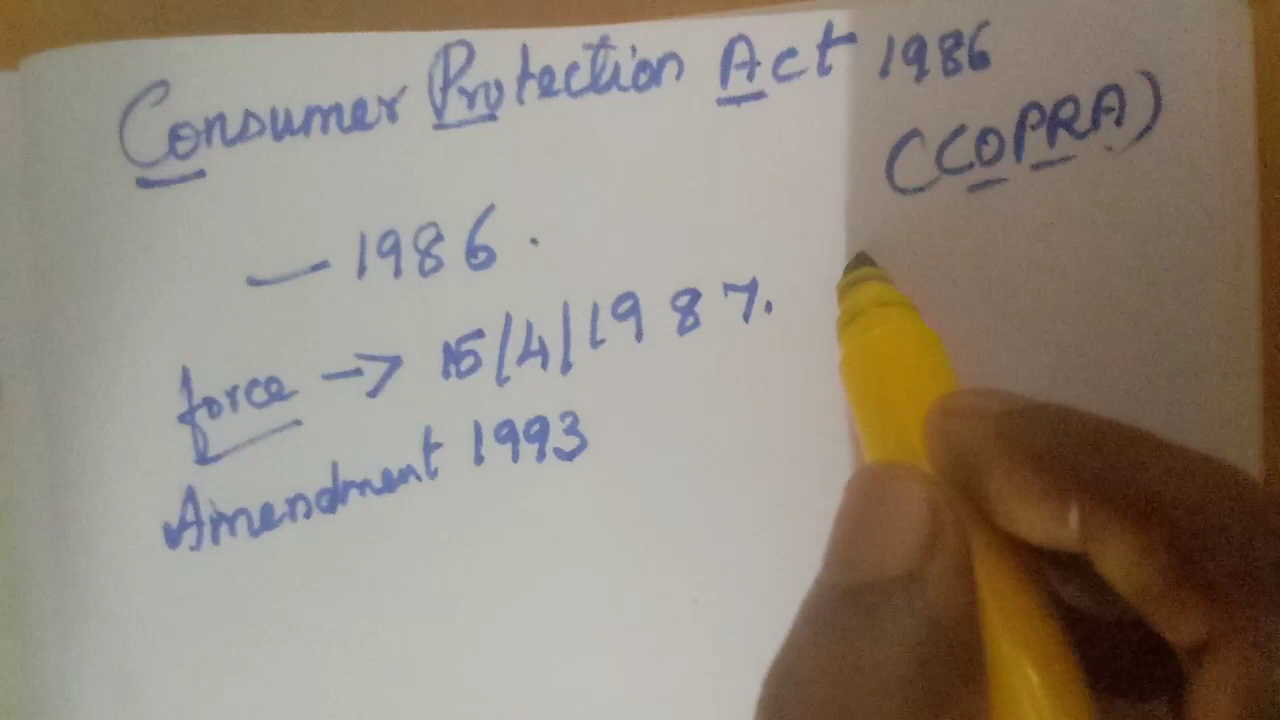 Consumer Protection Act 1986
(COPRA)
— 1986.
force → 15/4/1987.
Amendment 1993